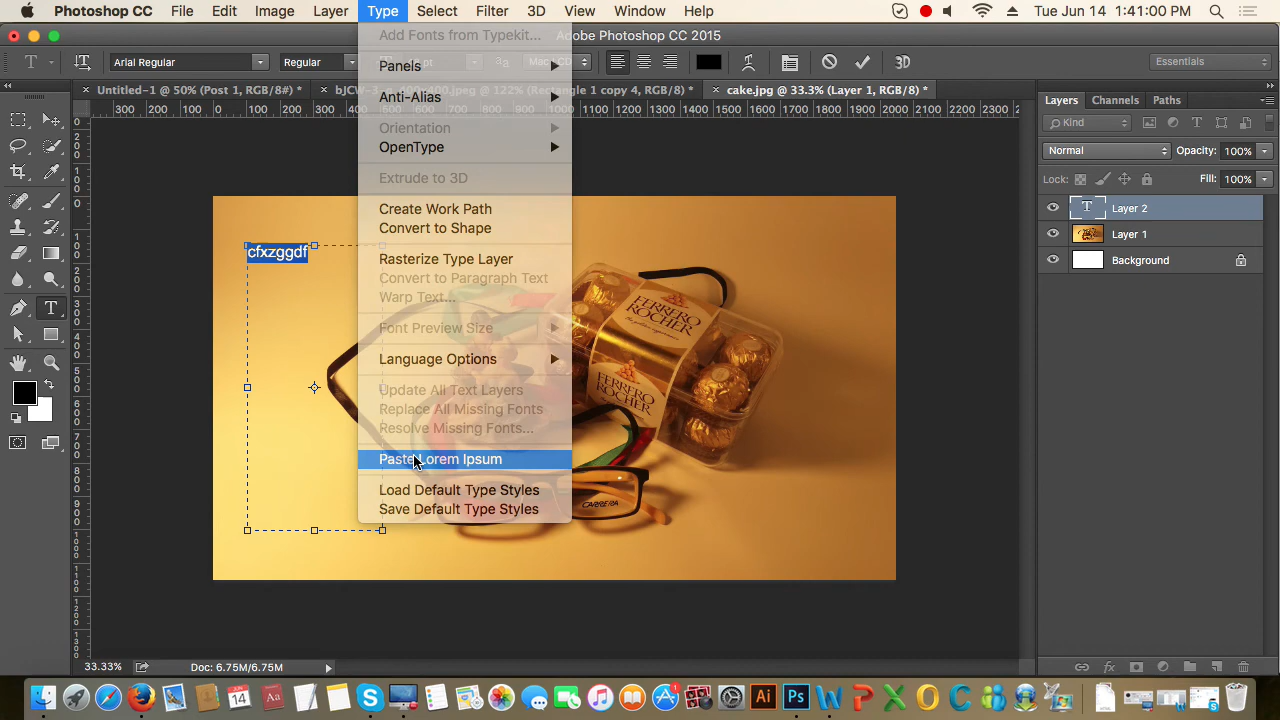 Photoshop CC File Edit Image Layer Type Select Filter 3D View Window Help Tue Jun 14 1:41:00 PM
Adobe Photoshop CC 2015
T Arial Regular Regular 3D Essentials
Untitled-1 @ 50% (Post 1, RGB/8#) *
cake.jpg @ 33.3% (Layer 1, RGB/8) *
Add Fonts from Typekit...
Panels
Anti-Alias
Orientation
OpenType
Extrude to 3D
Create Work Path
Convert to Shape
Rasterize Type Layer
Convert to Paragraph Text
Warp Text...
Font Preview Size
Language Options
Update All Text Layers
Replace All Missing Fonts
Resolve Missing Fonts...
Paste Lorem Ipsum
Load Default Type Styles
Save Default Type Styles
cfxzggdf
FERRERO
ROCHER
FERRERO
ROCHER
CARRERA
Layers Channels Paths
Kind
Normal Opacity: 100%
Lock: Fill: 100%
T Layer 2
Layer 1
Background
33.33% Doc: 6.75M/6.75M